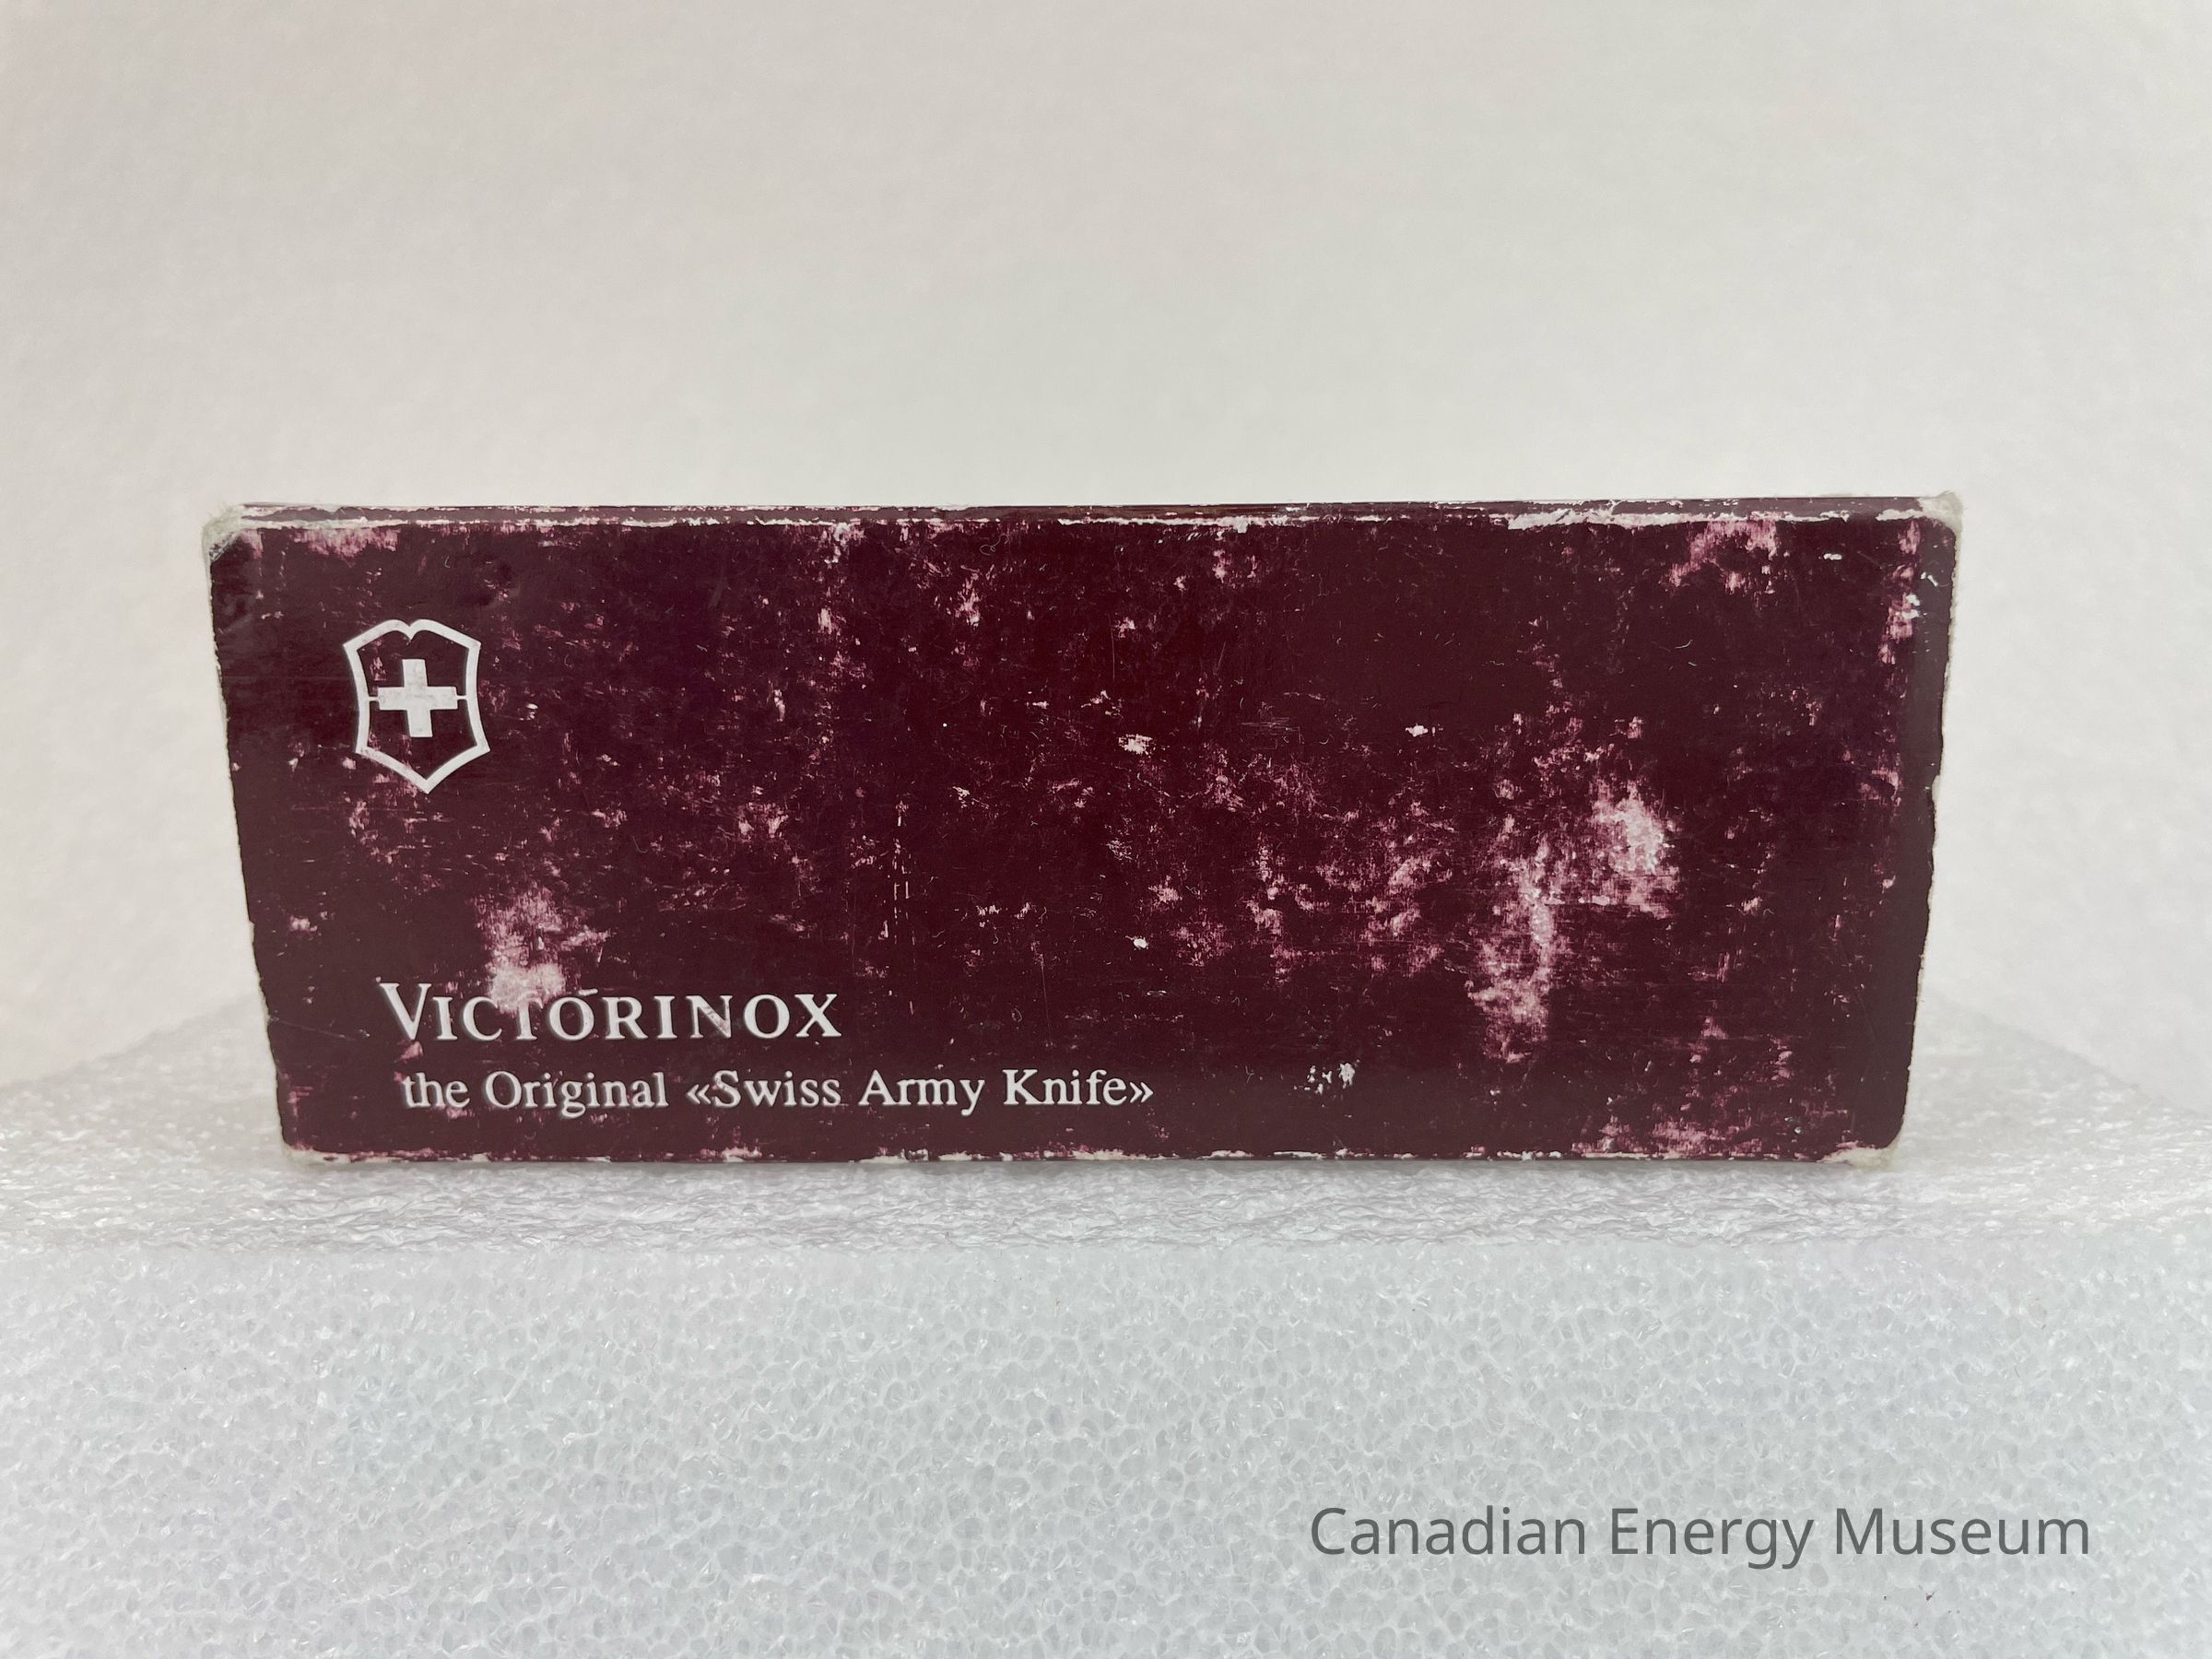 VICTORINOX
the Original «Swiss Army Knife»
Canadian Energy Museum